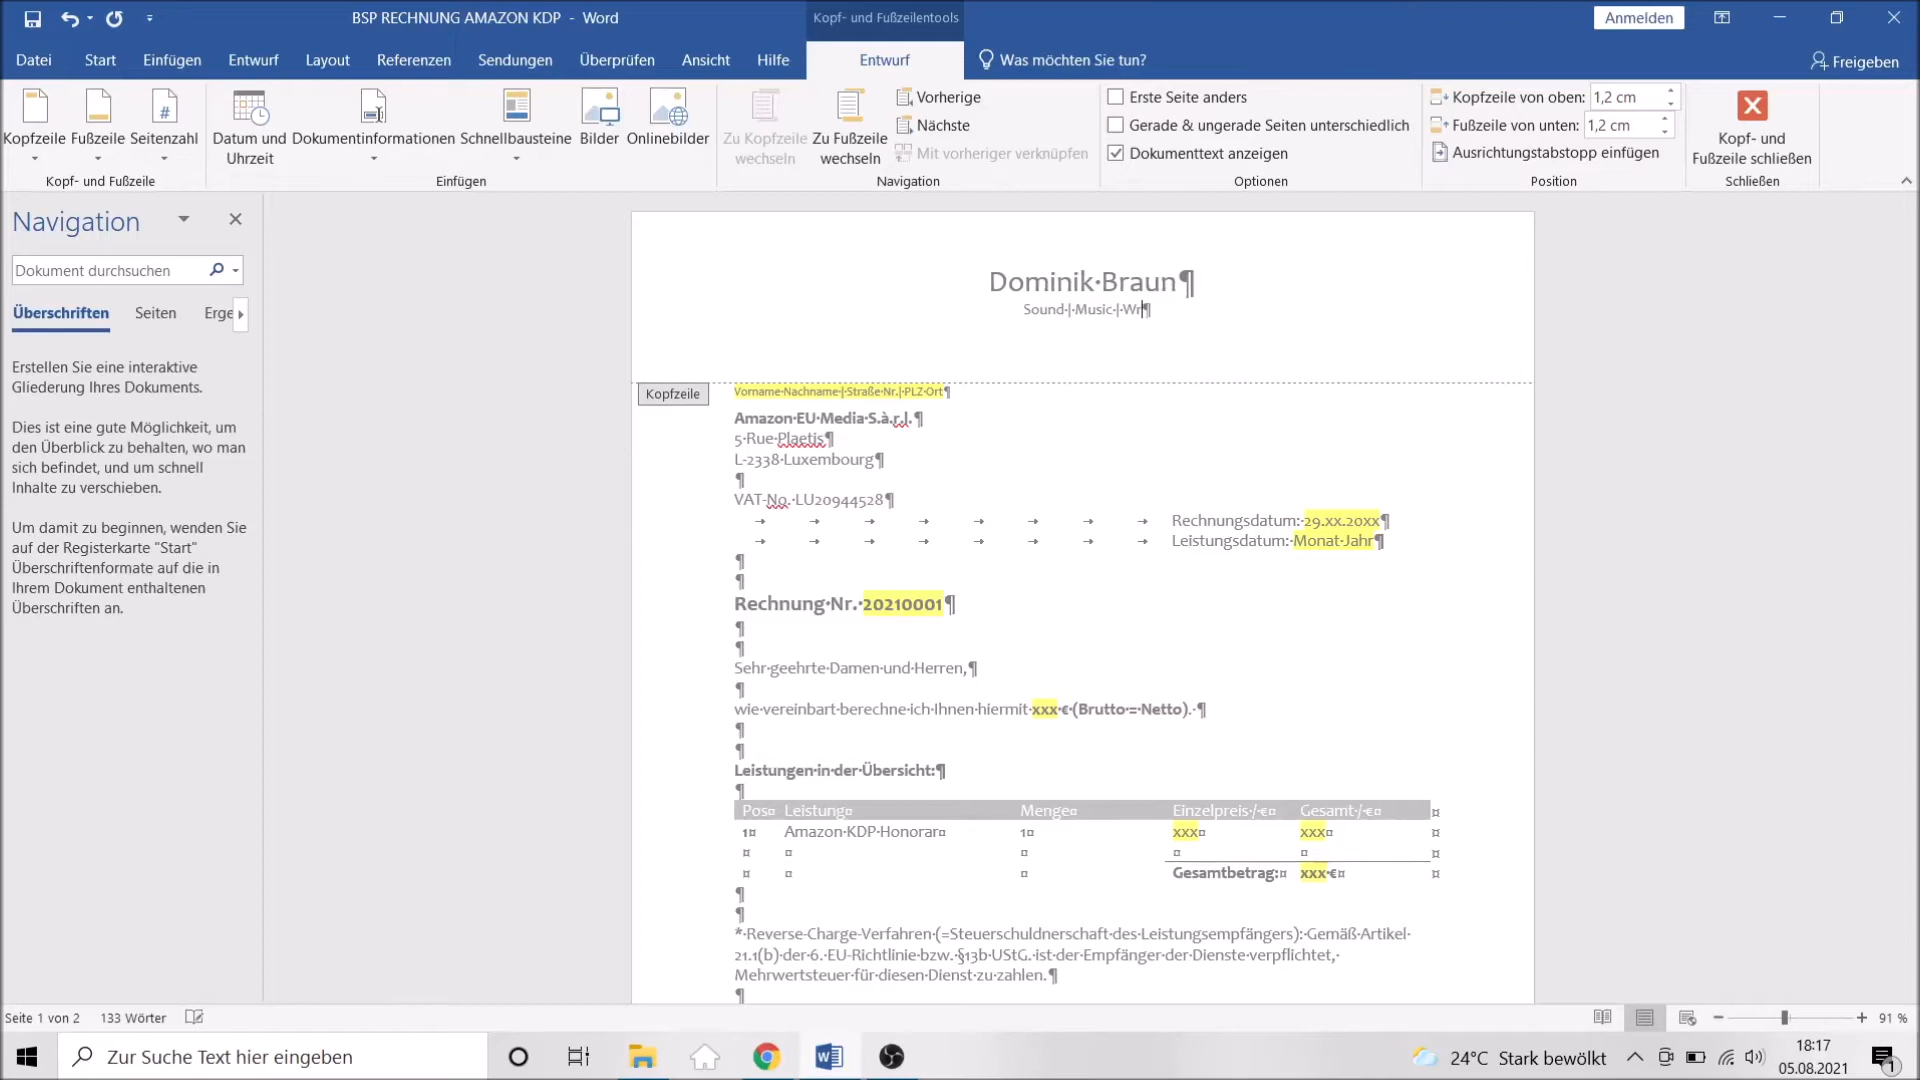 BSP RECHNUNG AMAZON KDP - Word
Kopf- und Fußzeilentools
Anmelden
Datei Start Einfügen Entwurf Layout Referenzen Sendungen Überprüfen Ansicht Hilfe Entwurf Was möchten Sie tun? Freigeben
Kopfzeile Fußzeile Seitenzahl
Kopf- und Fußzeile
Datum und Uhrzeit
Dokumentinformationen
Schnellbausteine
Bilder
Onlinebilder
Einfügen
Zu Kopfzeile wechseln
Zu Fußzeile wechseln
Vorherige
Nächste
Mit vorheriger verknüpfen
Navigation
Erste Seite anders
Gerade & ungerade Seiten unterschiedlich
Dokumenttext anzeigen
Optionen
Kopfzeile von oben: 1,2 cm
Fußzeile von unten: 1,2 cm
Ausrichtungstabstopp einfügen
Position
Kopf- und Fußzeile schließen
Schließen
Navigation
Dokument durchsuchen
Überschriften Seiten Erge
Erstellen Sie eine interaktive
Gliederung Ihres Dokuments.
Dies ist eine gute Möglichkeit, um
den Überblick zu behalten, wo man
sich befindet, und um schnell
Inhalte zu verschieben.
Um damit zu beginnen, wenden Sie
auf der Registerkarte "Start"
Überschriftenformate auf die in
Ihrem Dokument enthaltenen
Überschriften an.
Dominik·Braun¶
Sound·|·Music·|·Wr¶
Kopfzeile
Vorname·Nachname·|·Straße·Nr.|·PLZ·Ort¶
Amazon·EU·Media·S.à.r.l.¶
5·Rue·Plaetis¶
L-2338·Luxembourg¶
¶
VAT-No.·LU20944528¶
→ → → → → → → → Rechnungsdatum:·29.xx.20xx¶
→ → → → → → → → Leistungsdatum:·Monat·Jahr¶
¶
¶
Rechnung·Nr.·20210001¶
¶
¶
Sehr·geehrte·Damen·und·Herren,¶
¶
wie·vereinbart·berechne·ich·Ihnen·hiermit·xxx·€·(Brutto·=·Netto).·¶
¶
¶
Leistungen·in·der·Übersicht:¶
¶
Pos¤ Leistung¤ Menge¤ Einzelpreis·/·€¤ Gesamt·/·€¤ ¤
1¤ Amazon·KDP·Honorar¤ 1¤ xxx¤ xxx¤ ¤
¤ ¤ ¤ ¤ ¤ ¤
¤ ¤ ¤ Gesamtbetrag:¤ xxx·€¤ ¤
¶
¶
*·Reverse-Charge-Verfahren·(=Steuerschuldnerschaft·des·Leistungsempfängers):·Gemäß·Artikel·
21.1(b)·der·6.·EU-Richtlinie·bzw.·§13b·UStG.·ist·der·Empfänger·der·Dienste·verpflichtet,·
Mehrwertsteuer·für·diesen·Dienst·zu·zahlen.¶
¶
Seite 1 von 2 133 Wörter 91 %
Zur Suche Text hier eingeben
24°C Stark bewölkt
18:17
05.08.2021
1